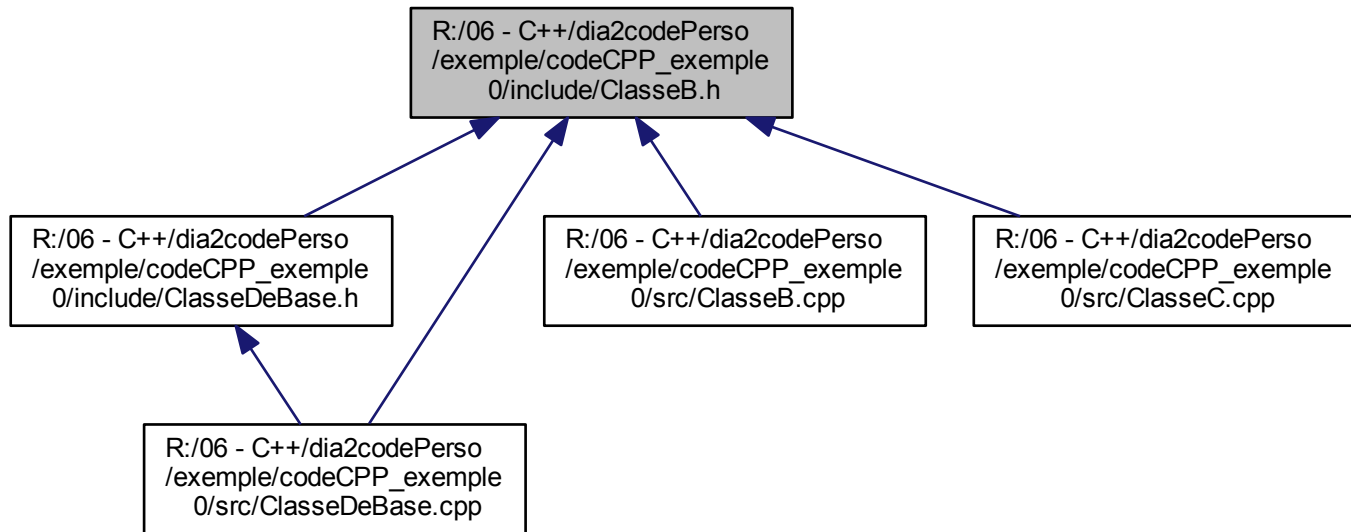 R:/06 - C++/dia2codePerso
/exemple/codeCPP_exemple
0/include/ClasseB.h
R:/06 - C++/dia2codePerso
/exemple/codeCPP_exemple
0/include/ClasseDeBase.h
R:/06 - C++/dia2codePerso
/exemple/codeCPP_exemple
0/src/ClasseB.cpp
R:/06 - C++/dia2codePerso
/exemple/codeCPP_exemple
0/src/ClasseC.cpp
R:/06 - C++/dia2codePerso
/exemple/codeCPP_exemple
0/src/ClasseDeBase.cpp